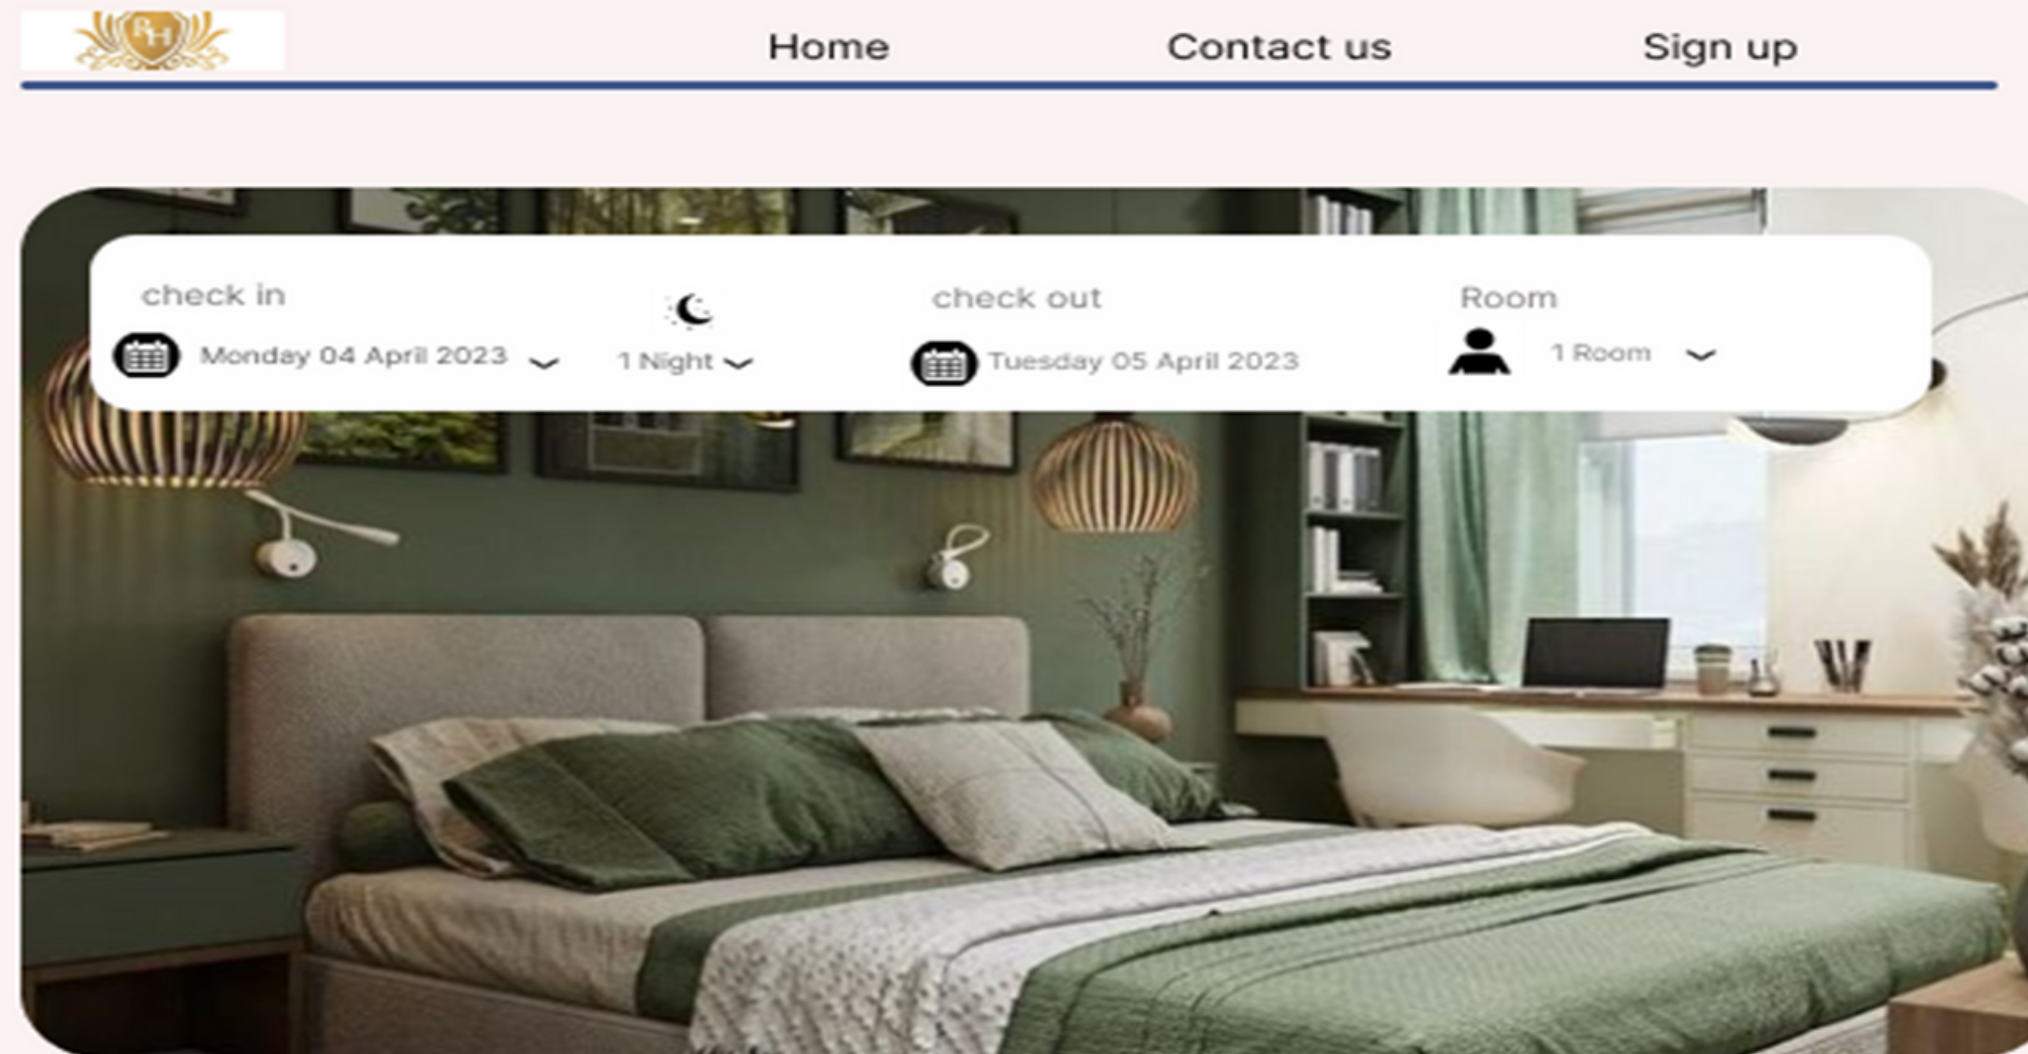 RH
Home Contact us Sign up
check in
check out
Room
Monday 04 April 2023
1 Night
Tuesday 05 April 2023
1 Room